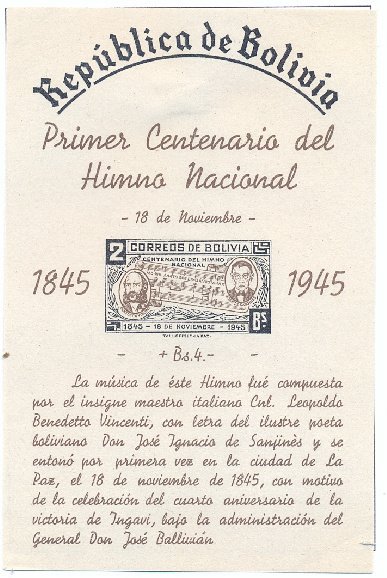 República de Bolivia
Primer Centenario del
Himno Nacional
- 18 de Noviembre -
2 CORREOS DE BOLIVIA
CENTENARIO DEL HIMNO
NACIONAL
1845 1945
1845 - 18 DE NOVIEMBRE - 1945 Bs.
- + Bs.4.- -
La música de éste Himno fué compuesta
por el insigne maestro italiano Cnl. Leopoldo
Benedetto Vincenti, con letra del ilustre poeta
boliviano Don José Ignacio de Sanjinès y se
entonó por primera vez en la ciudad de La
Paz, el 18 de noviembre de 1845, con motivo
de la celebración del cuarto aniversario de la
victoria de Ingavi, bajo la administración del
General Don José Ballivián